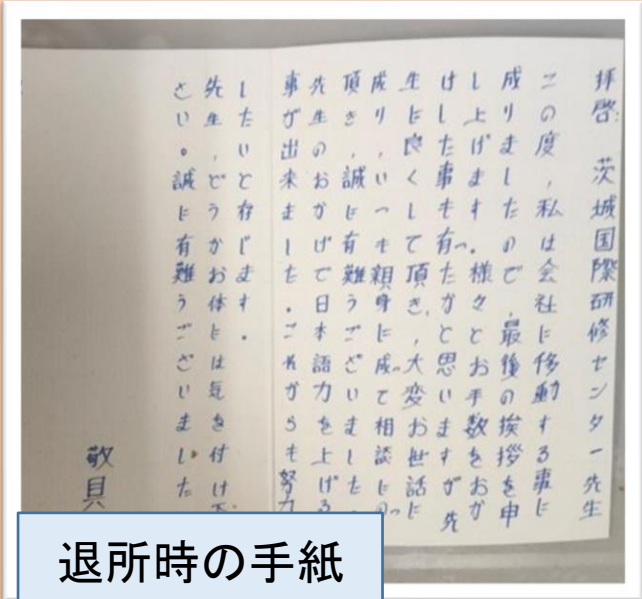 拝啓: 茨城国際研修センター先生
この度,私は会社に移動する事に
成りましたので,最後の挨拶を申
し上げます。様々とお手数をおか
けした事も有ったかと思いますが 先
生に良くして頂き,大変お世話に
成り,いつも親身に成って相談にのっ
頂き,誠に有難うございました。
先生のおかげで日本語力を上げる
事が出来ました。これからも努力
したいと存じます。
先生,どうかお体には気を付け下
さい。誠に有難うございました
敬具
退所時の手紙